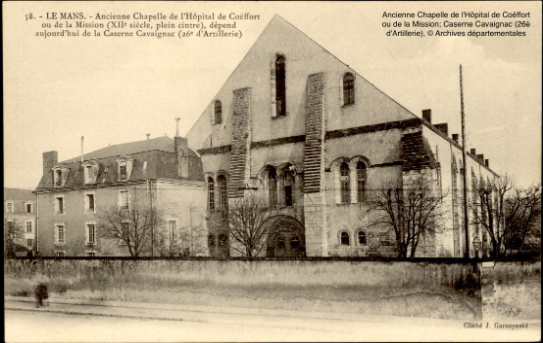 58. - LE MANS. - Ancienne Chapelle de l'Hôpital de Coëffort
ou de la Mission (XIIe siècle, plein cintre), dépend
aujourd'hui de la Caserne Cavaignac (26e d'Artillerie)
Ancienne Chapelle de l'Hôpital de Coëffort
ou de la Mission; Caserne Cavaignac (26è
d'Artillerie), © Archives départementales
Cliché J.